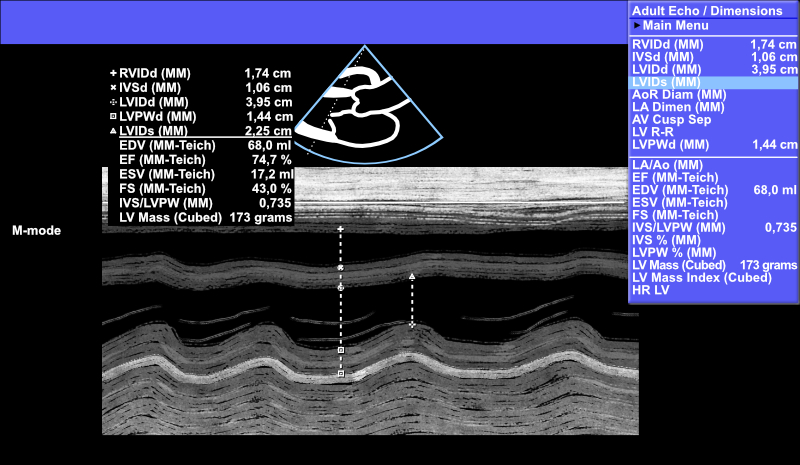 RVIDd (MM) 1,74 cm
IVSd (MM) 1,06 cm
LVIDd (MM) 3,95 cm
LVPWd (MM) 1,44 cm
LVIDs (MM) 2,25 cm
EDV (MM-Teich) 68,0 ml
EF (MM-Teich) 74,7 %
ESV (MM-Teich) 17,2 ml
FS (MM-Teich) 43,0 %
IVS/LVPW (MM) 0,735
LV Mass (Cubed) 173 grams
M-mode
Adult Echo / Dimensions
Main Menu
RVIDd (MM) 1,74 cm
IVSd (MM) 1,06 cm
LVIDd (MM) 3,95 cm
LVIDs (MM)
AoR Diam (MM)
LA Dimen (MM)
AV Cusp Sep
LV R-R
LVPWd (MM) 1,44 cm
LA/Ao (MM)
EF (MM-Teich)
EDV (MM-Teich) 68,0 ml
ESV (MM-Teich)
FS (MM-Teich)
IVS/LVPW (MM) 0,735
IVS % (MM)
LVPW % (MM)
LV Mass (Cubed) 173 grams
LV Mass Index (Cubed)
HR LV